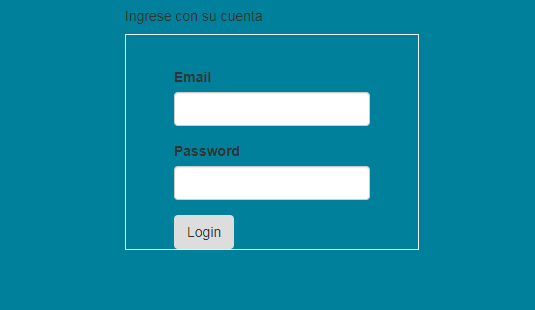 Ingrese con su cuenta
Email
Password
Login